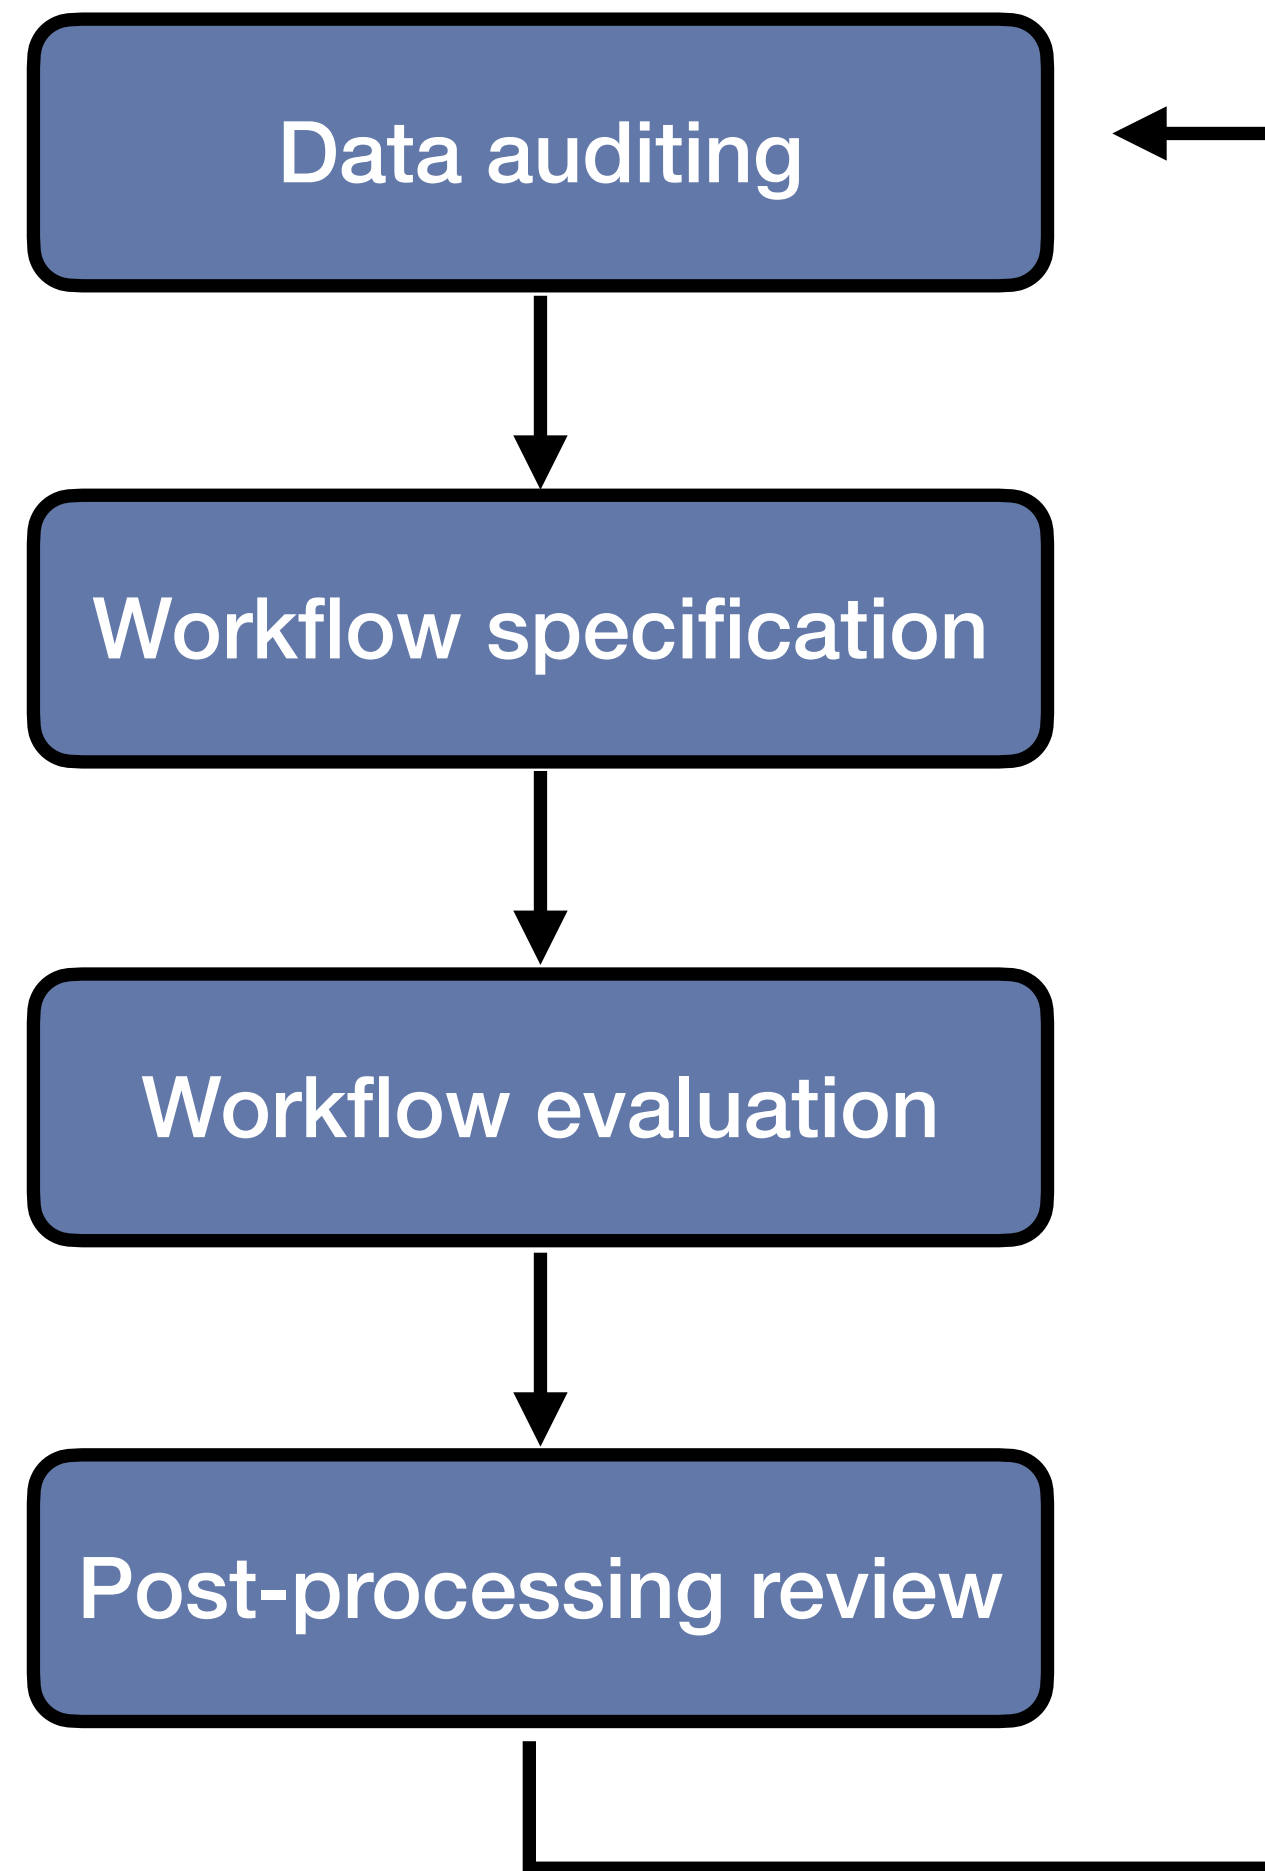 Data auditing
Workflow specification
Workflow evaluation
Post-processing review